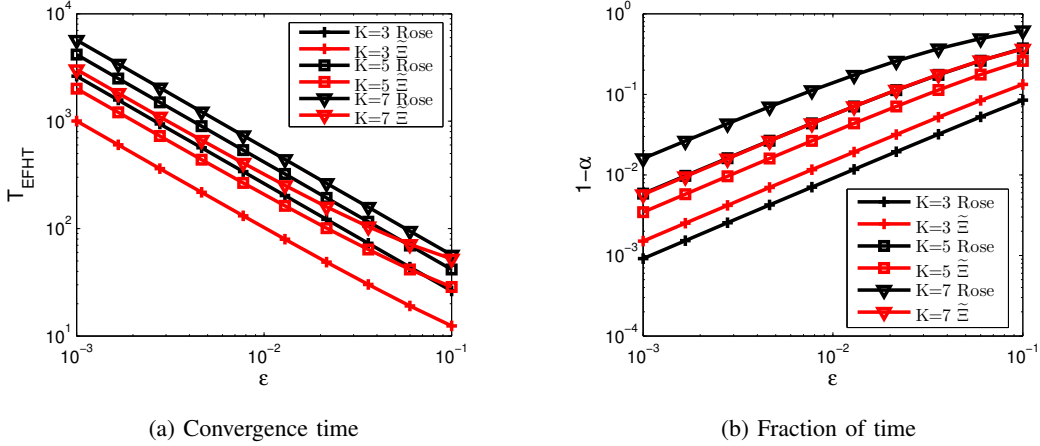 10^4
10^3
10^2
10^1
T_EFHT
10^-3
10^-2
10^-1
ε
K=3 Rose
K=3 Ξ̃
K=5 Rose
K=5 Ξ̃
K=7 Rose
K=7 Ξ̃
(a) Convergence time
10^0
10^-1
10^-2
10^-3
10^-4
1−α
10^-3
10^-2
10^-1
ε
K=3 Rose
K=3 Ξ̃
K=5 Rose
K=5 Ξ̃
K=7 Rose
K=7 Ξ̃
(b) Fraction of time